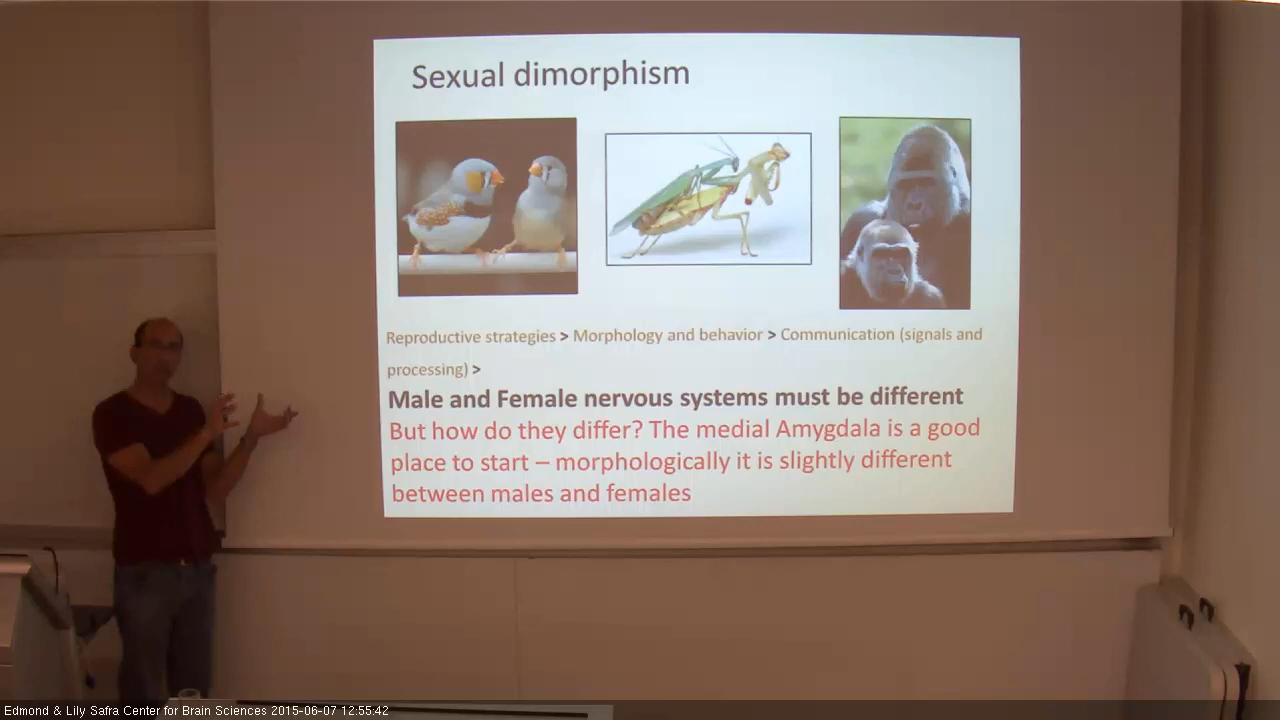 Sexual dimorphism
Reproductive strategies > Morphology and behavior > Communication (signals and
processing) >
Male and Female nervous systems must be different
But how do they differ? The medial Amygdala is a good
place to start – morphologically it is slightly different
between males and females
Edmond & Lily Safra Center for Brain Sciences 2015-06-07 12:55:42